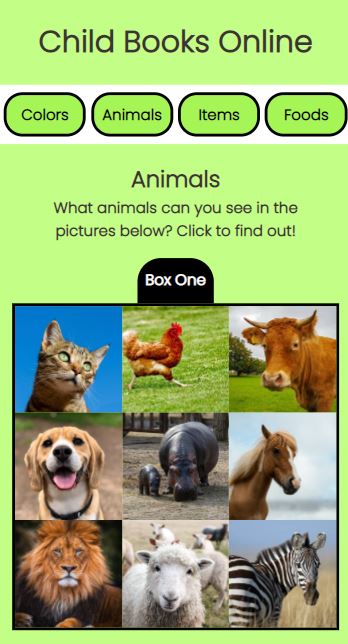 Child Books Online
Colors
Animals
Items
Foods
Animals
What animals can you see in the
pictures below? Click to find out!
Box One